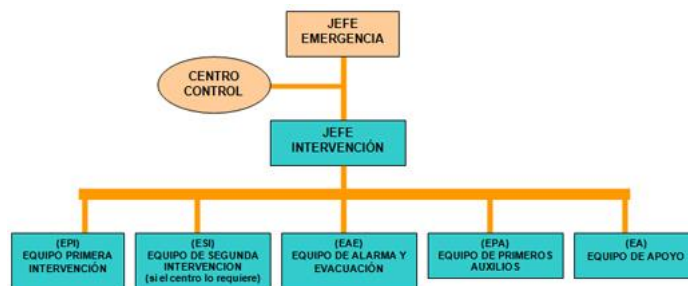 JEFE
EMERGENCIA
CENTRO
CONTROL
JEFE
INTERVENCIÓN
(EPI)
EQUIPO PRIMERA
INTERVENCIÓN
(ESI)
EQUIPO DE SEGUNDA
INTERVENCION
(si el centro lo requiere)
(EAE)
EQUIPO DE ALARMA Y
EVACUACIÓN
(EPA)
EQUIPO DE PRIMEROS
AUXILIOS
(EA)
EQUIPO DE APOYO